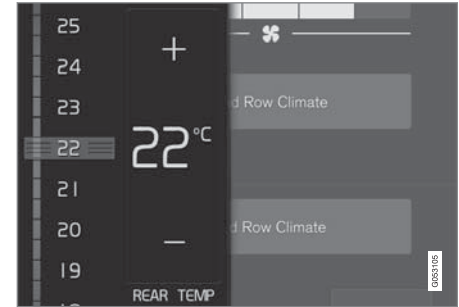 25
24
23
22
21
20
19
+
22°C
−
REAR TEMP
Row Climate
Row Climate
G053105